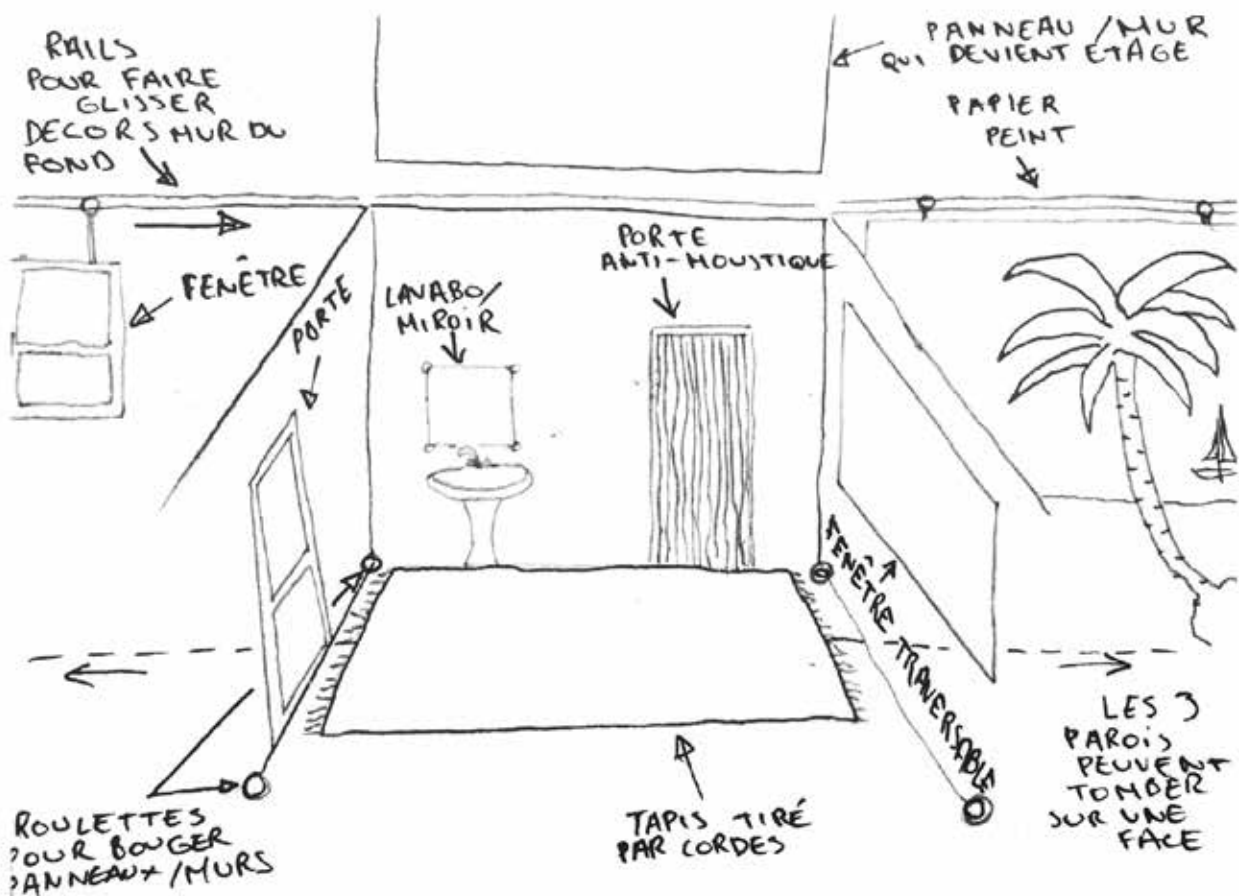 RAILS
POUR FAIRE
GLISSER
DECORS MUR DU
FOND
PANNEAU / MUR
QUI DEVIENT ETAGE
PAPIER
PEINT
FENÊTRE
PORTE
LAVABO/
MIROIR
PORTE
ANTI-MOUSTIQUE
FENÊTRE TRAVERSABLE
ROULETTES
POUR BOUGER
PANNEAUX / MURS
TAPIS TIRÉ
PAR CORDES
LES 3
PAROIS
PEUVENT
TOMBER
SUR UNE
FACE